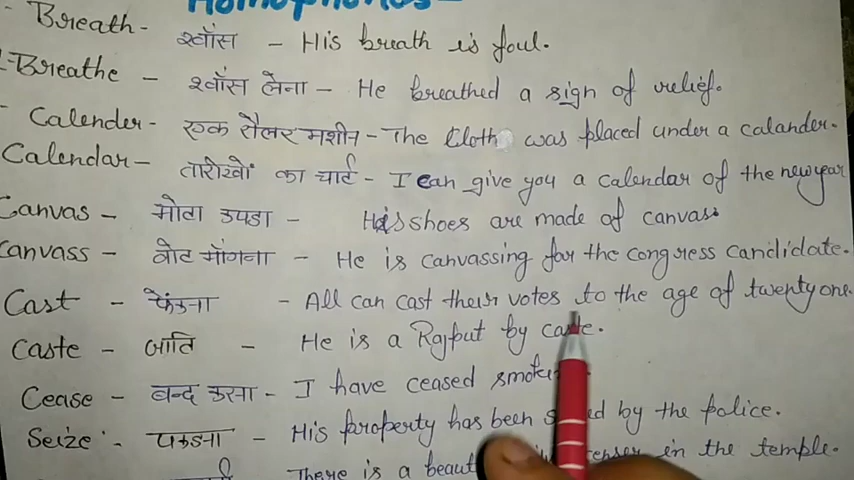 Homophones-
- Breath- श्वॉस - His breath is foul.
Breathe - श्वॉस लेना - He breathed a sign of relief.
- Calender- एक सैलर मशीन - The Cloth was placed under a calander.
Calendar- तारीखों का चार्ट - I can give you a calendar of the new year
Canvas - मोटा कपडा - His shoes are made of canvas.
Canvass - वोट मॉगना - He is canvassing for the congress candidate.
Cast - फेंकना - All can cast their votes to the age of twenty one.
Caste - जाति - He is a Rajput by caste.
Cease - बन्द करना - I have ceased
Seize - पकडना - His property has been by the police.
There is a in the temple.